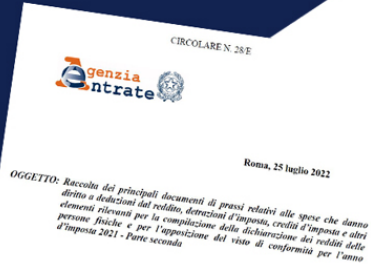 CIRCOLARE N. 28/E
Agenzia
Entrate
Roma, 25 luglio 2022
OGGETTO: Raccolta dei principali documenti di prassi relativi alle spese che danno
diritto a deduzioni dal reddito, detrazioni d'imposta, crediti d'imposta e altri
elementi rilevanti per la compilazione della dichiarazione dei redditi delle
persone fisiche e per l'apposizione del visto di conformità per l'anno
d'imposta 2021 - Parte seconda